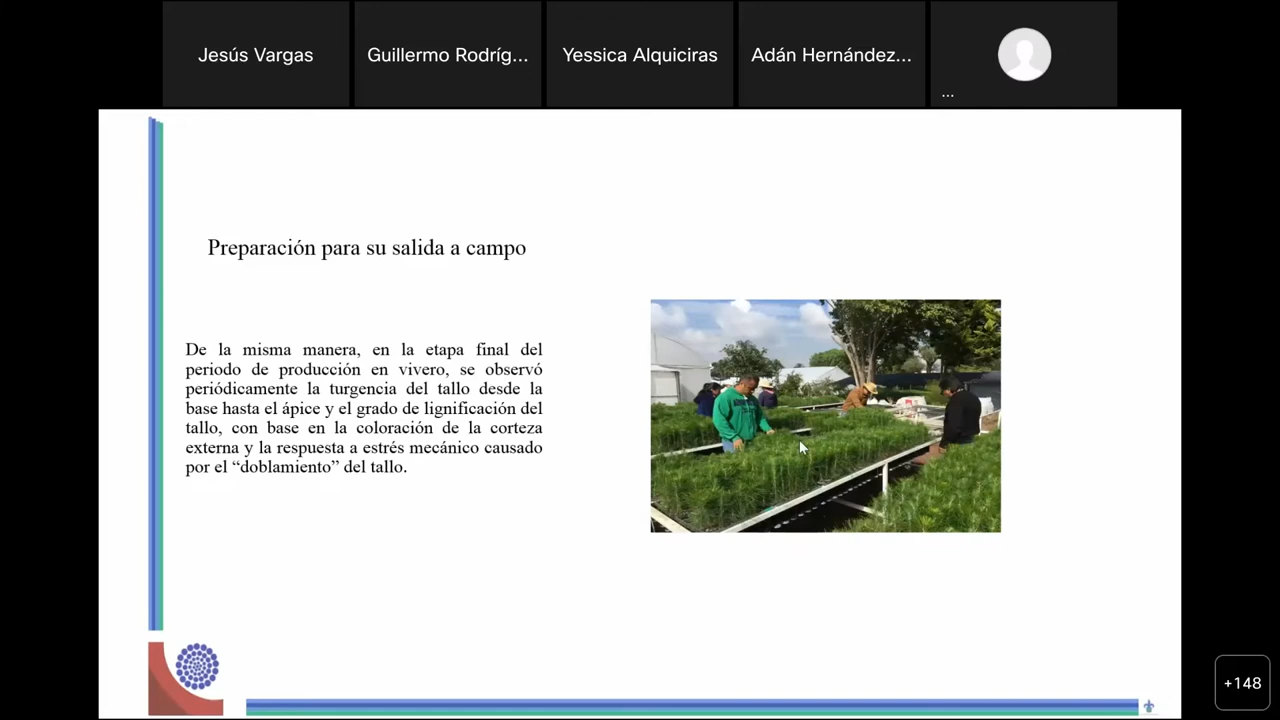 Jesús Vargas
Guillermo Rodríg...
Yessica Alquiciras
Adán Hernández...
...
Preparación para su salida a campo
De la misma manera, en la etapa final del
periodo de producción en vivero, se observó
periódicamente la turgencia del tallo desde la
base hasta el ápice y el grado de lignificación del
tallo, con base en la coloración de la corteza
externa y la respuesta a estrés mecánico causado
por el “doblamiento” del tallo.
+148